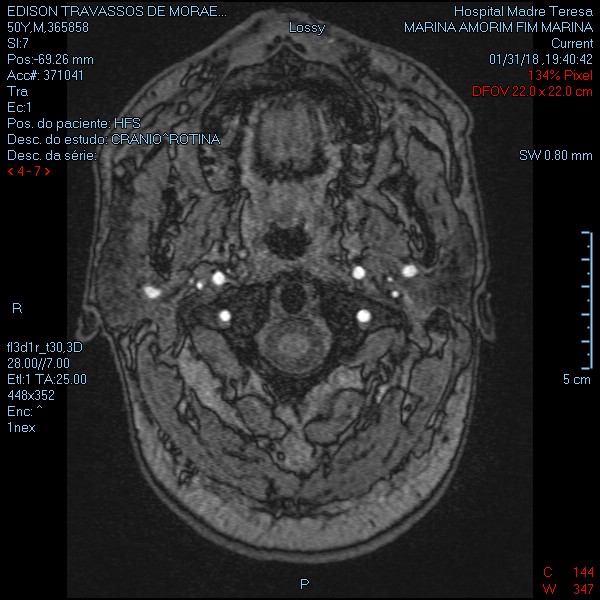 EDISON TRAVASSOS DE MORAE...
50Y,M,365858
Sl:7
Pos:-69.26 mm
Acc#: 371041
Tra
Ec:1
Pos. do paciente: HFS
Desc. do estudo: CRANIO^ROTINA
Desc. da série:
< 4 - 7 >
Lossy
Hospital Madre Teresa
MARINA AMORIM FIM MARINA
Current
01/31/18 ,19:40:42
134% Pixel
DFOV 22.0 x 22.0 cm
SW 0.80 mm
R
fl3d1r_t30,3D
28.00//7.00
Etl:1 TA:25.00
448x352
Enc: ^
1nex
5 cm
P
C 144
W 347